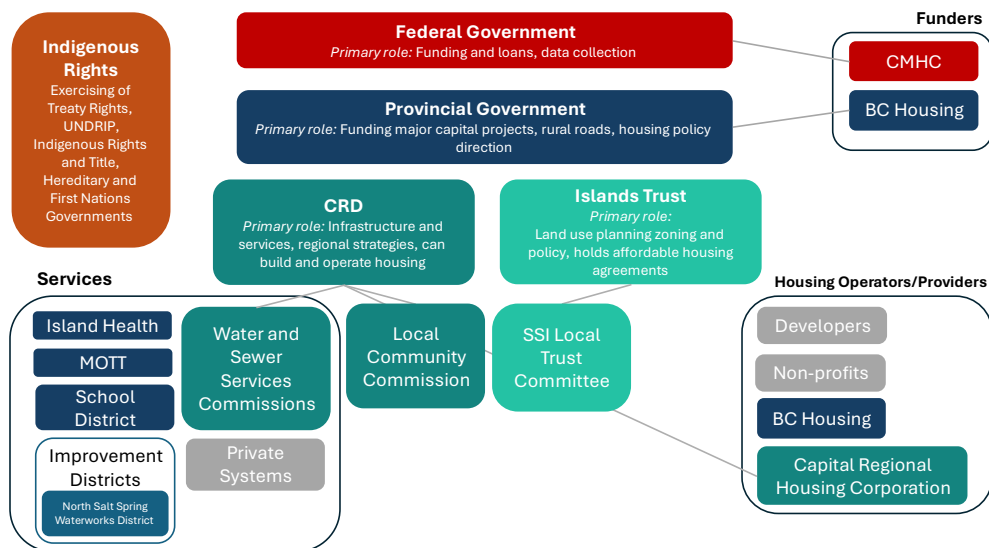 Indigenous
Rights
Exercising of
Treaty Rights,
UNDRIP,
Indigenous Rights
and Title,
Hereditary and
First Nations
Governments
Federal Government
Primary role: Funding and loans, data collection
Provincial Government
Primary role: Funding major capital projects, rural roads, housing policy
direction
Funders
CMHC
BC Housing
CRD
Primary role: Infrastructure and
services, regional strategies, can
build and operate housing
Islands Trust
Primary role:
Land use planning zoning and
policy, holds affordable housing
agreements
Services
Island Health
MOTT
School
District
Improvement
Districts
North Salt Spring
Waterworks District
Water and
Sewer
Services
Commissions
Private
Systems
Local
Community
Commission
SSI Local
Trust
Committee
Housing Operators/Providers
Developers
Non-profits
BC Housing
Capital Regional
Housing Corporation